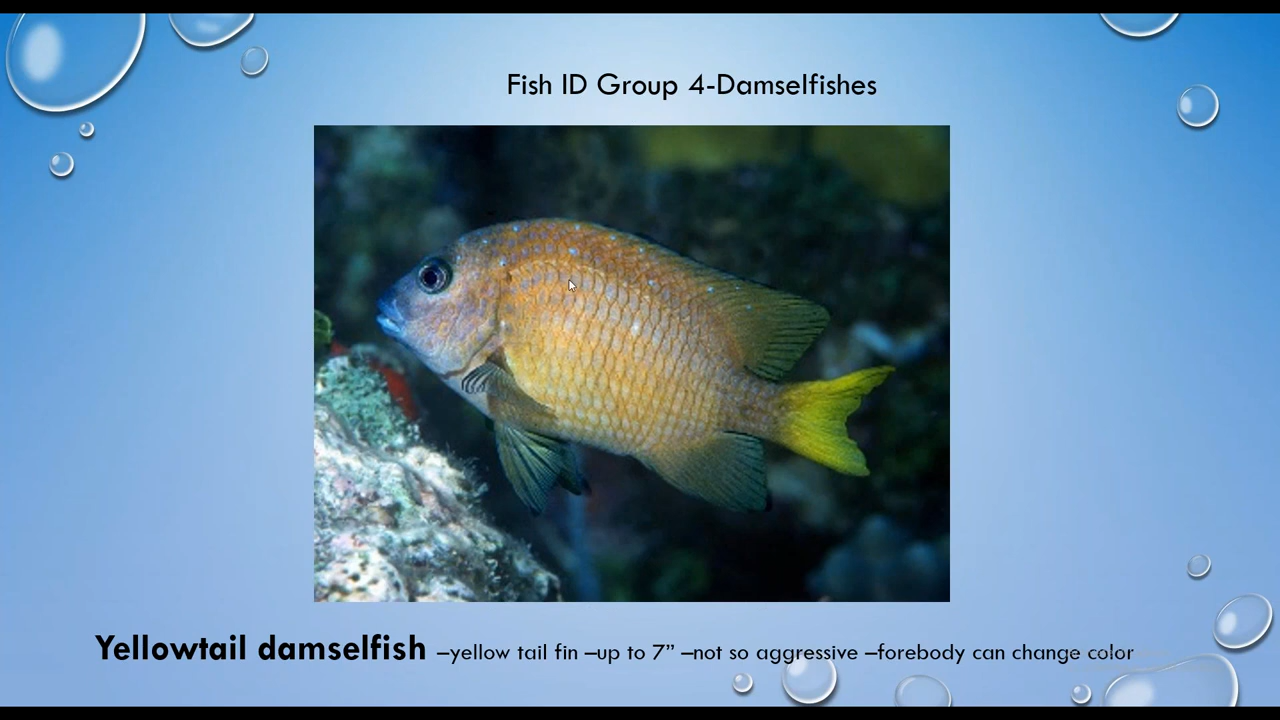 Fish ID Group 4-Damselfishes
Yellowtail damselfish –yellow tail fin –up to 7” –not so aggressive –forebody can change color